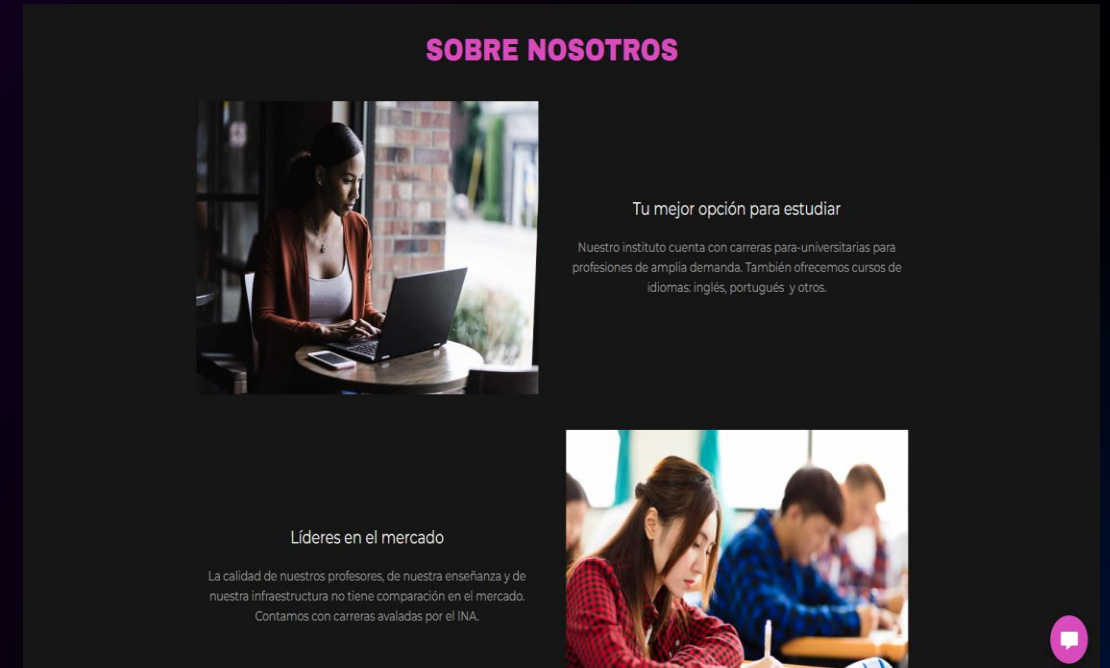 SOBRE NOSOTROS
Tu mejor opción para estudiar
Nuestro instituto cuenta con carreras para-universitarias para
profesiones de amplia demanda. También ofrecemos cursos de
idiomas: inglés, portugués y otros.
Líderes en el mercado
La calidad de nuestros profesores, de nuestra enseñanza y de
nuestra infraestructura no tiene comparación en el mercado.
Contamos con carreras avaladas por el INA.